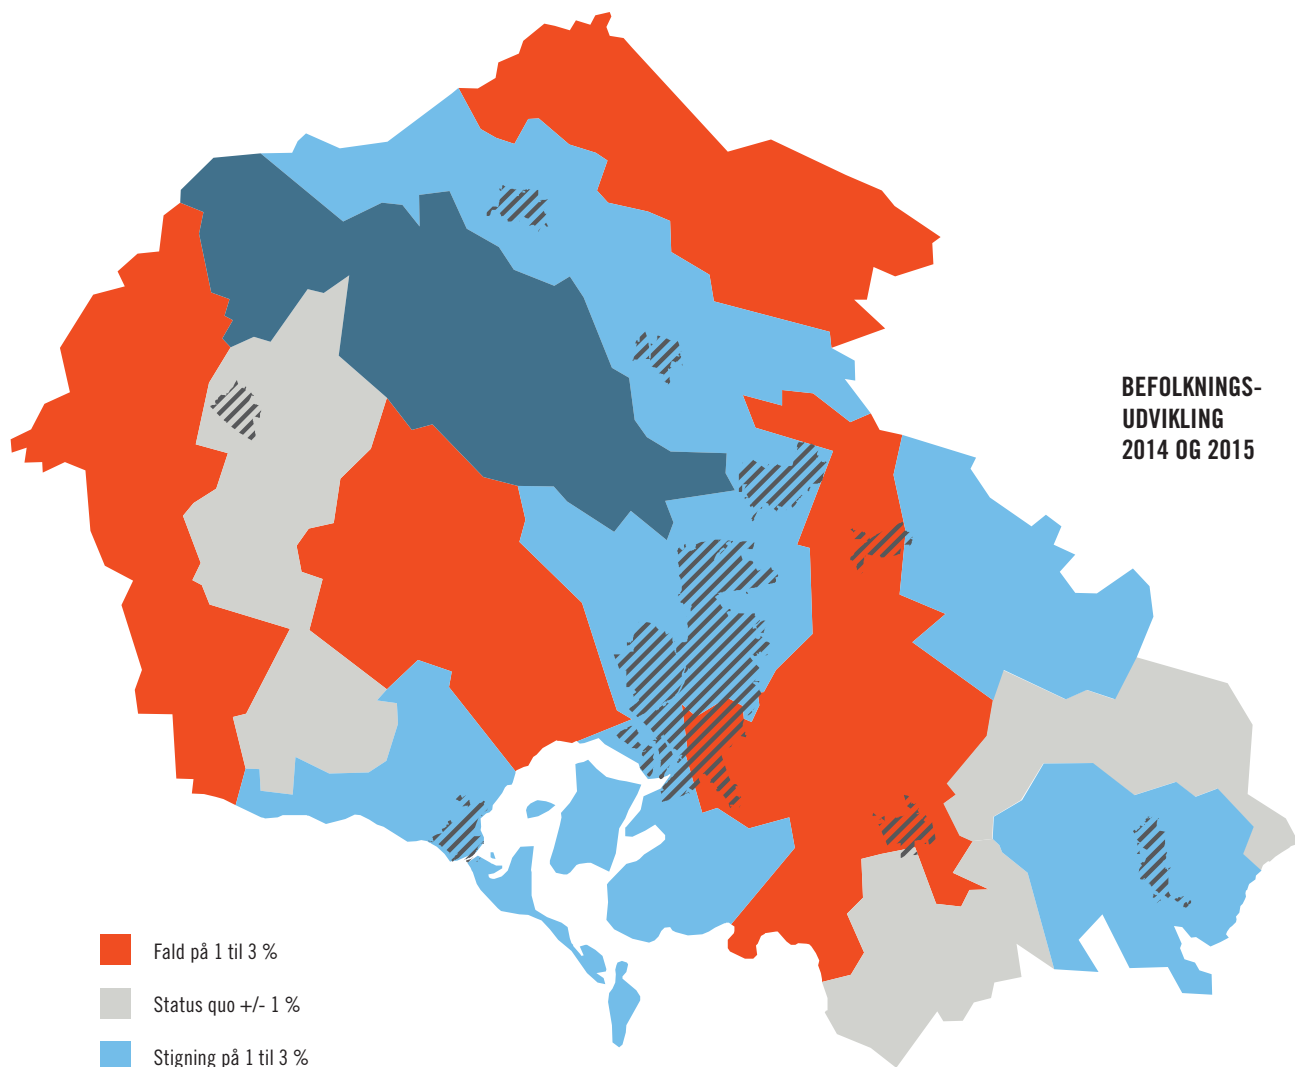 BEFOLKNINGS-
UDVIKLING
2014 OG 2015
Fald på 1 til 3 %
Status quo +/- 1 %
Stigning på 1 til 3 %